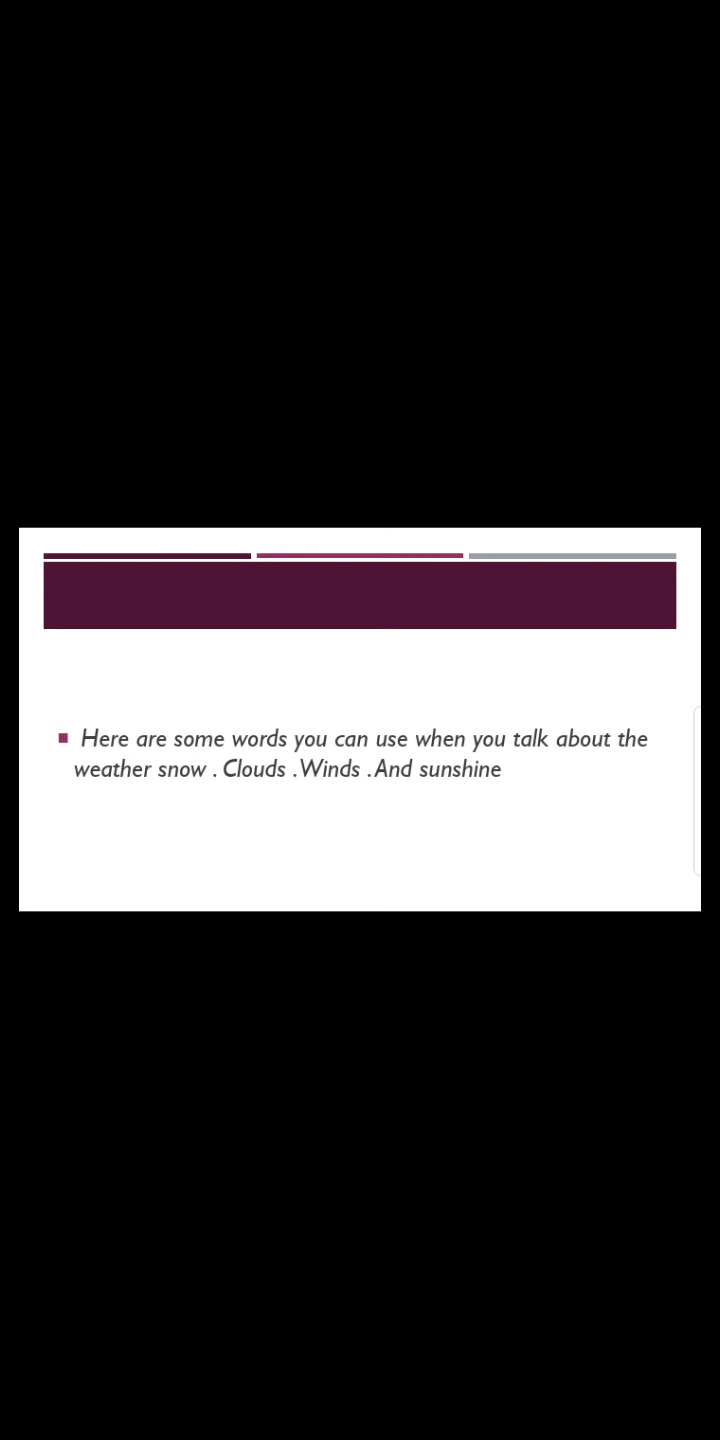 Here are some words you can use when you talk about the
weather snow . Clouds .Winds .And sunshine